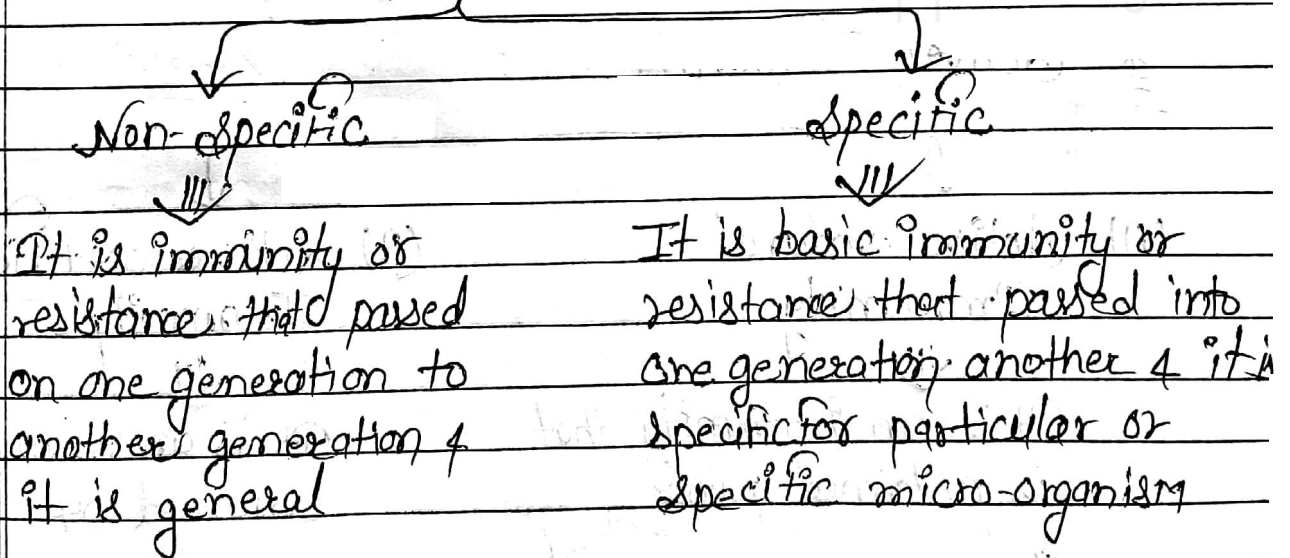 Non-Specific
Specific
It is immunity or
resistance that passed
on one generation to
another generation &
it is general
It is basic immunity or
resistance that passed into
one generation another & it is
specific for particular or
specific micro-organism